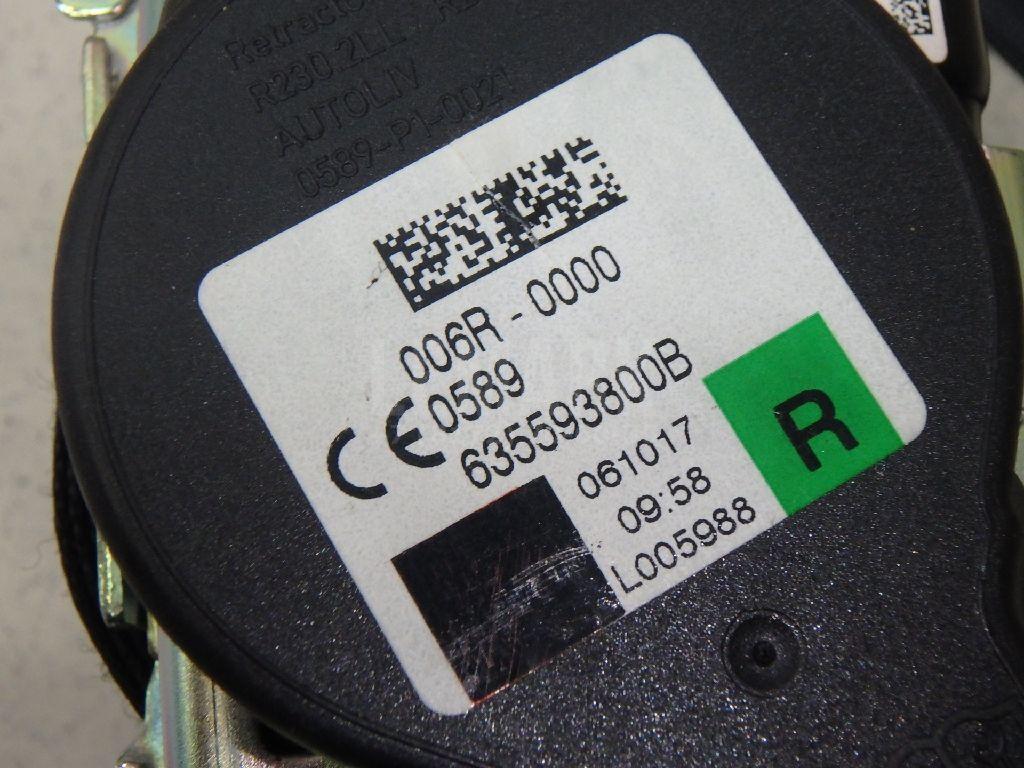 Retracto
R230.2LL
AUTOLIV
0589-P1-0021
006R - 0000
CE 0589
635593800B
061017
09:58
L005988
R